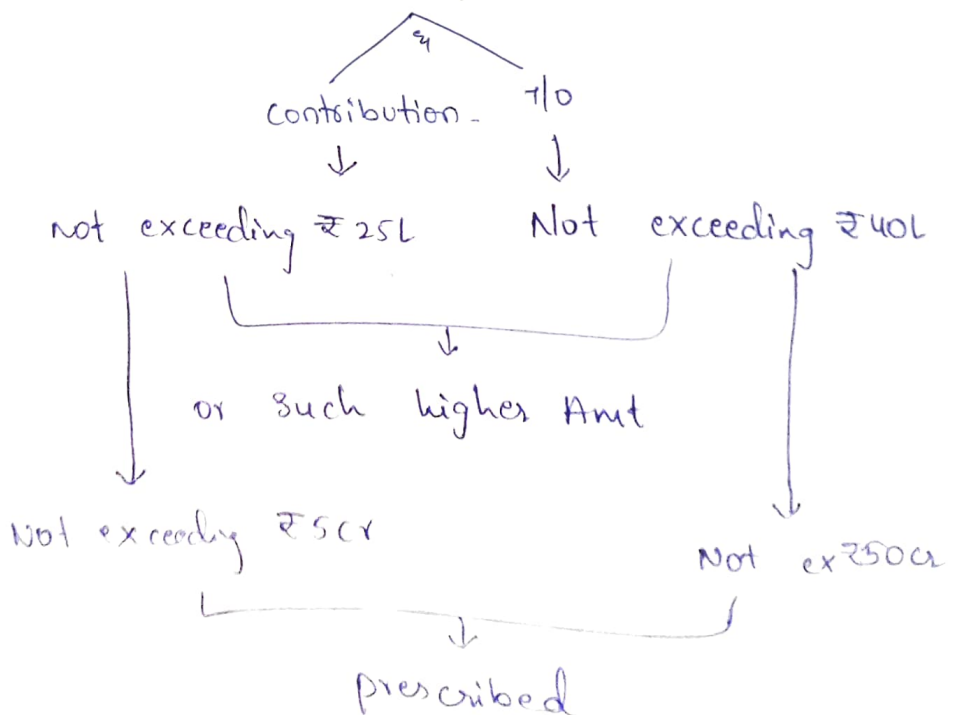 &
contribution - T/O
Not exceeding ₹25L Not exceeding ₹40L
or such higher Amt
Not exceeding ₹5cr
Not ex ₹50cr
prescribed